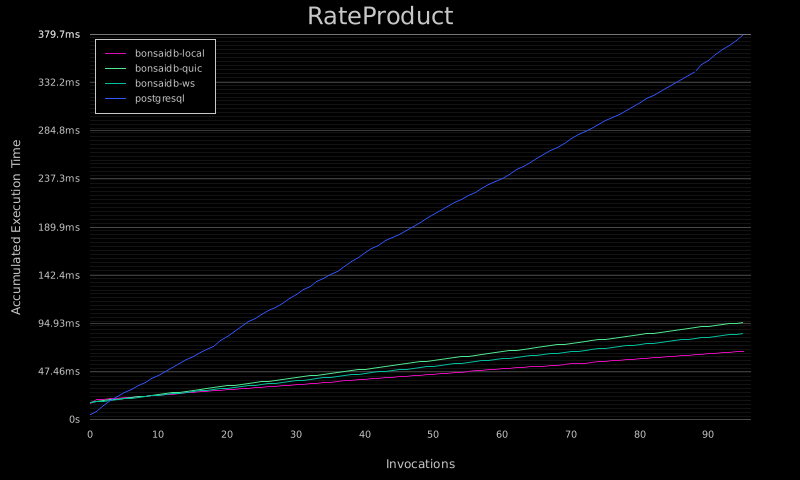 RateProduct
379.7ms
332.2ms
284.8ms
237.3ms
189.9ms
142.4ms
94.93ms
47.46ms
0s
bonsaidb-local
bonsaidb-quic
bonsaidb-ws
postgresql
Accumulated Execution Time
0 10 20 30 40 50 60 70 80 90
Invocations